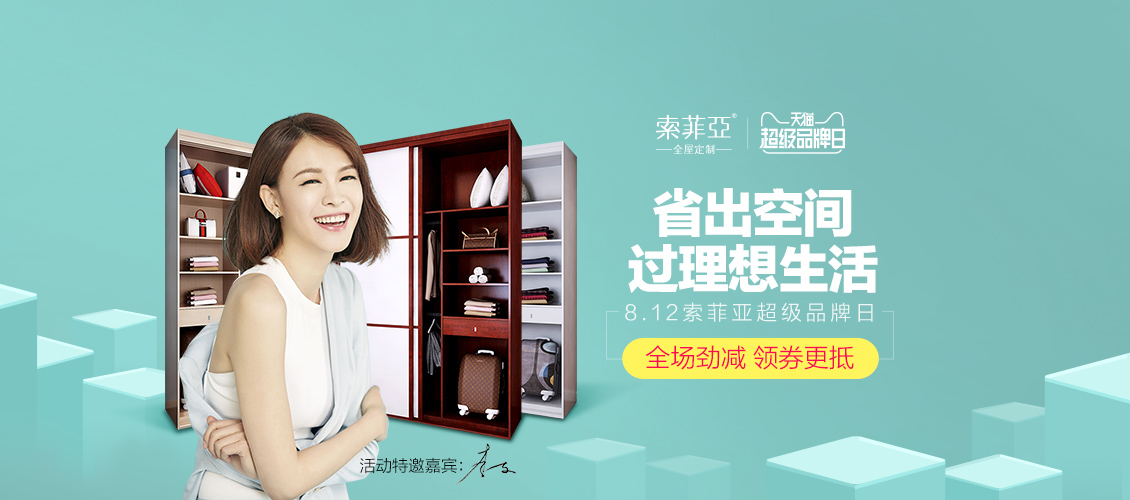 索菲亞®
全屋定制
天猫
超级品牌日
省出空间
过理想生活
8.12索菲亚超级品牌日
全场劲减 领券更抵
活动特邀嘉宾: